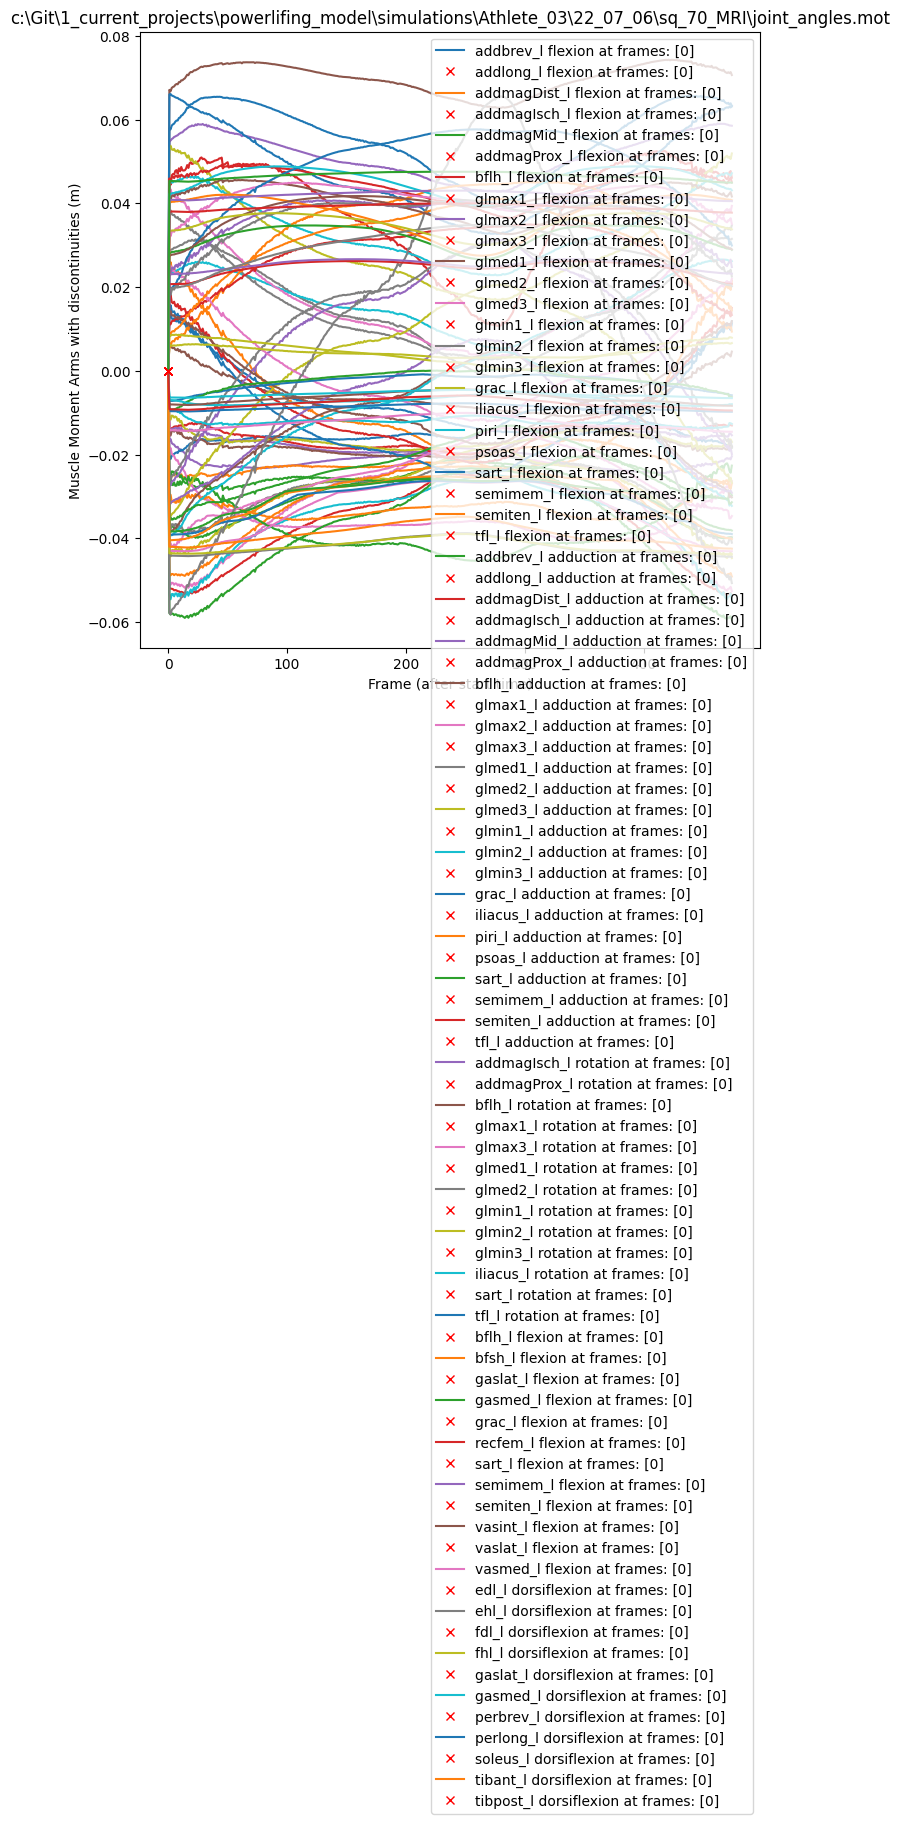 c:\Git\1_current_projects\powerlifing_model\simulations\Athlete_03\22_07_06\sq_70_MRI\joint_angles.mot
0.08
0.06
0.04
0.02
0.00
−0.02
−0.04
−0.06
Muscle Moment Arms with discontinuities (m)
0
100
200
Frame (after start
addbrev_l flexion at frames: [0]
addlong_l flexion at frames: [0]
addmagDist_l flexion at frames: [0]
addmagIsch_l flexion at frames: [0]
addmagMid_l flexion at frames: [0]
addmagProx_l flexion at frames: [0]
bflh_l flexion at frames: [0]
glmax1_l flexion at frames: [0]
glmax2_l flexion at frames: [0]
glmax3_l flexion at frames: [0]
glmed1_l flexion at frames: [0]
glmed2_l flexion at frames: [0]
glmed3_l flexion at frames: [0]
glmin1_l flexion at frames: [0]
glmin2_l flexion at frames: [0]
glmin3_l flexion at frames: [0]
grac_l flexion at frames: [0]
iliacus_l flexion at frames: [0]
piri_l flexion at frames: [0]
psoas_l flexion at frames: [0]
sart_l flexion at frames: [0]
semimem_l flexion at frames: [0]
semiten_l flexion at frames: [0]
tfl_l flexion at frames: [0]
addbrev_l adduction at frames: [0]
addlong_l adduction at frames: [0]
addmagDist_l adduction at frames: [0]
addmagIsch_l adduction at frames: [0]
addmagMid_l adduction at frames: [0]
addmagProx_l adduction at frames: [0]
bflh_l adduction at frames: [0]
glmax1_l adduction at frames: [0]
glmax2_l adduction at frames: [0]
glmax3_l adduction at frames: [0]
glmed1_l adduction at frames: [0]
glmed2_l adduction at frames: [0]
glmed3_l adduction at frames: [0]
glmin1_l adduction at frames: [0]
glmin2_l adduction at frames: [0]
glmin3_l adduction at frames: [0]
grac_l adduction at frames: [0]
iliacus_l adduction at frames: [0]
piri_l adduction at frames: [0]
psoas_l adduction at frames: [0]
sart_l adduction at frames: [0]
semimem_l adduction at frames: [0]
semiten_l adduction at frames: [0]
tfl_l adduction at frames: [0]
addmagIsch_l rotation at frames: [0]
addmagProx_l rotation at frames: [0]
bflh_l rotation at frames: [0]
glmax1_l rotation at frames: [0]
glmax3_l rotation at frames: [0]
glmed1_l rotation at frames: [0]
glmed2_l rotation at frames: [0]
glmin1_l rotation at frames: [0]
glmin2_l rotation at frames: [0]
glmin3_l rotation at frames: [0]
iliacus_l rotation at frames: [0]
sart_l rotation at frames: [0]
tfl_l rotation at frames: [0]
bflh_l flexion at frames: [0]
bfsh_l flexion at frames: [0]
gaslat_l flexion at frames: [0]
gasmed_l flexion at frames: [0]
grac_l flexion at frames: [0]
recfem_l flexion at frames: [0]
sart_l flexion at frames: [0]
semimem_l flexion at frames: [0]
semiten_l flexion at frames: [0]
vasint_l flexion at frames: [0]
vaslat_l flexion at frames: [0]
vasmed_l flexion at frames: [0]
edl_l dorsiflexion at frames: [0]
ehl_l dorsiflexion at frames: [0]
fdl_l dorsiflexion at frames: [0]
fhl_l dorsiflexion at frames: [0]
gaslat_l dorsiflexion at frames: [0]
gasmed_l dorsiflexion at frames: [0]
perbrev_l dorsiflexion at frames: [0]
perlong_l dorsiflexion at frames: [0]
soleus_l dorsiflexion at frames: [0]
tibant_l dorsiflexion at frames: [0]
tibpost_l dorsiflexion at frames: [0]